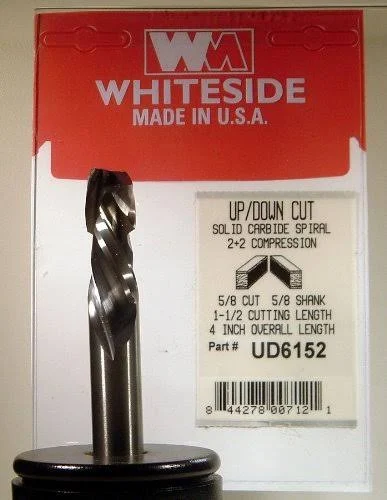 WM
WHITESIDE
MADE IN U.S.A.
UP/DOWN CUT
SOLID CARBIDE SPIRAL
2+2 COMPRESSION
5/8 CUT 5/8 SHANK
1-1/2 CUTTING LENGTH
4 INCH OVERALL LENGTH
Part # UD6152
8 44278 00712 1